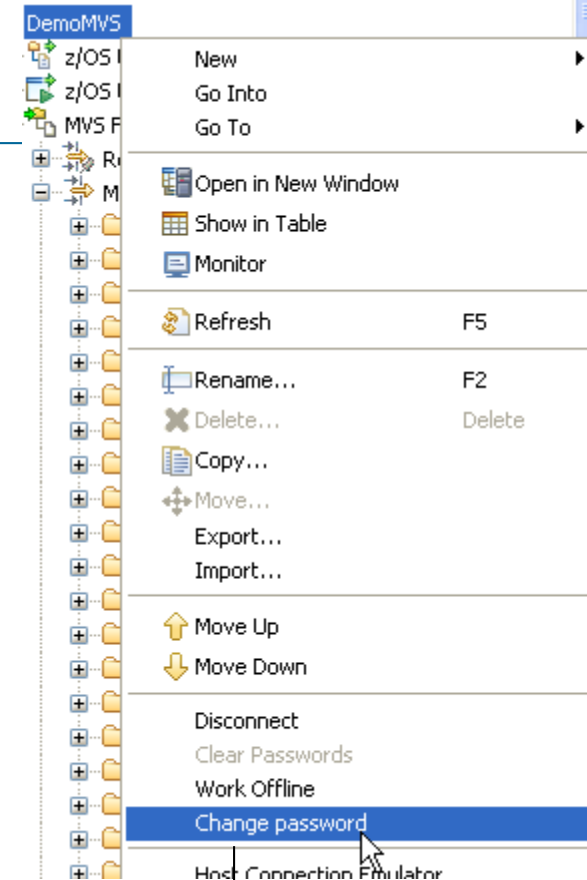 DemoMVS
z/OS
z/OS
MVS
New
Go Into
Go To
Open in New Window
Show in Table
Monitor
Refresh F5
Rename... F2
Delete... Delete
Copy...
Move...
Export...
Import...
Move Up
Move Down
Disconnect
Clear Passwords
Work Offline
Change password
Host Connection Emulator